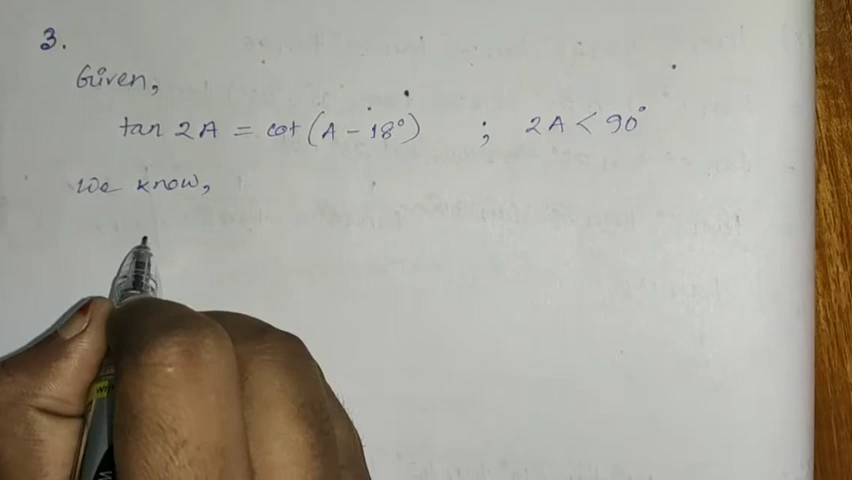 3.
Given,
tan 2A = cot (A - 18°) ; 2A < 90°
We know,